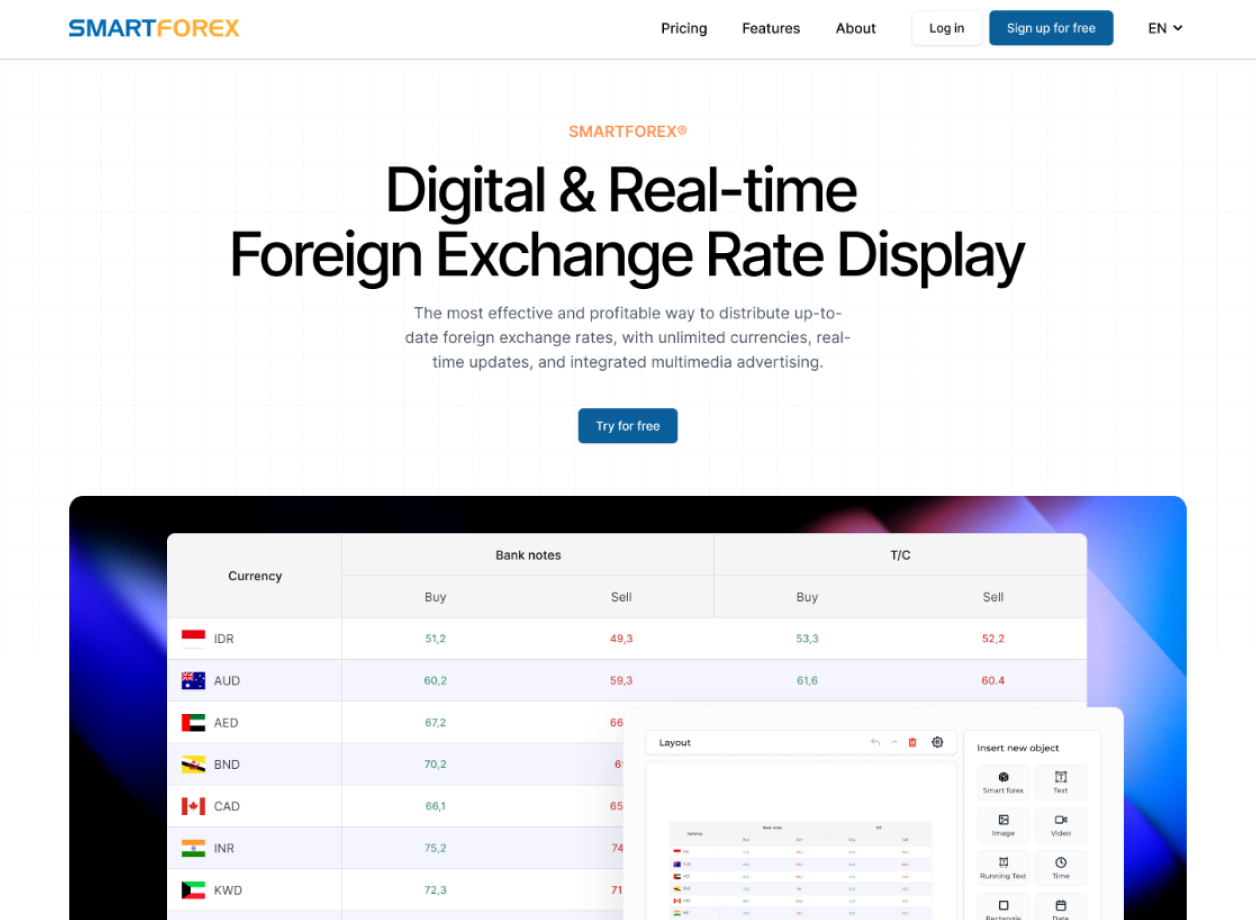 SMARTFOREX
Pricing Features About Log in Sign up for free EN
SMARTFOREX®
Digital & Real-time
Foreign Exchange Rate Display
The most effective and profitable way to distribute up-to-
date foreign exchange rates, with unlimited currencies, real-
time updates, and integrated multimedia advertising.
Try for free
Currency Bank notes T/C
Buy Sell Buy Sell
IDR 51,2 49,3 53,3 52,2
AUD 60,2 59,3 61,6 60.4
AED 67,2 66
BND 70,2 6
CAD 66,1 65
INR 75,2 74
KWD 72,3 71
Layout
Insert new object
Smart forex Text
Image Video
Running Text Time
Rectangle Date
Currency Bank notes
Buy Sell Buy Sell